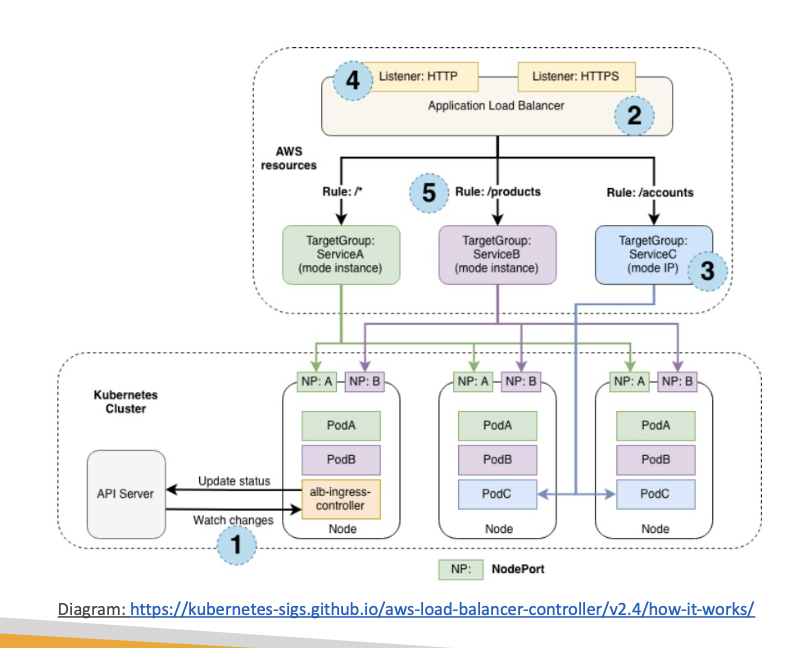 4
Listener: HTTP
Listener: HTTPS
Application Load Balancer
2
AWS
resources
Rule: /*
5
Rule: /products
Rule: /accounts
TargetGroup:
ServiceA
(mode instance)
TargetGroup:
ServiceB
(mode instance)
TargetGroup:
ServiceC
(mode IP)
3
Kubernetes
Cluster
NP: A
NP: B
NP: A
NP: B
NP: A
NP: B
PodA
PodA
PodA
PodB
PodB
PodB
API Server
Update status
Watch changes
1
alb-ingress-
controller
PodC
PodC
Node
Node
Node
NP:
NodePort
Diagram: https://kubernetes-sigs.github.io/aws-load-balancer-controller/v2.4/how-it-works/